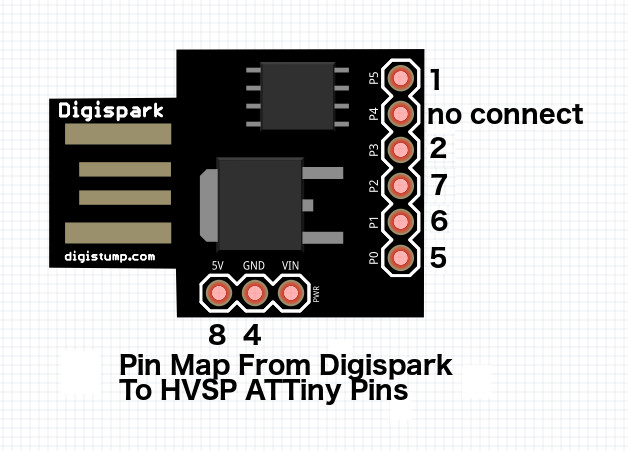 Digispark
digistump.com
P5 1
P4 no connect
P3 2
P2 7
P1 6
P0 5
5V GND VIN
PWR
8 4
Pin Map From Digispark
To HVSP ATTiny Pins